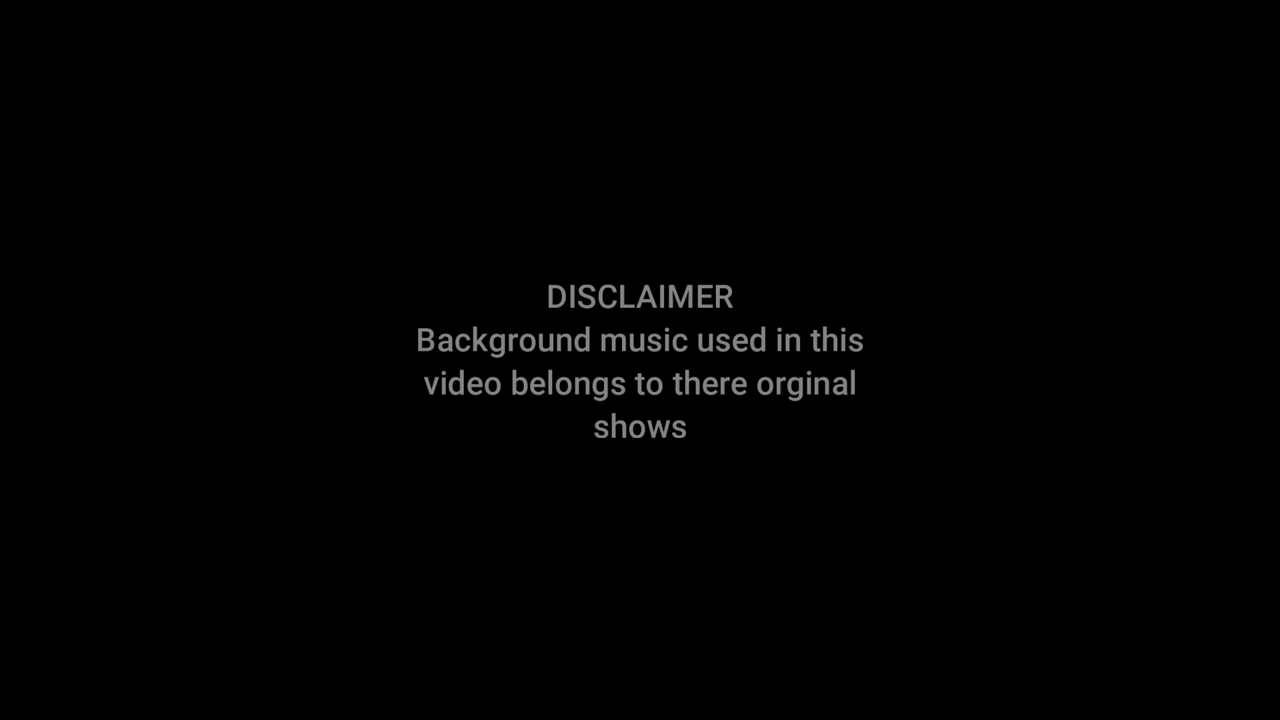 DISCLAIMER
Background music used in this
video belongs to there orginal
shows